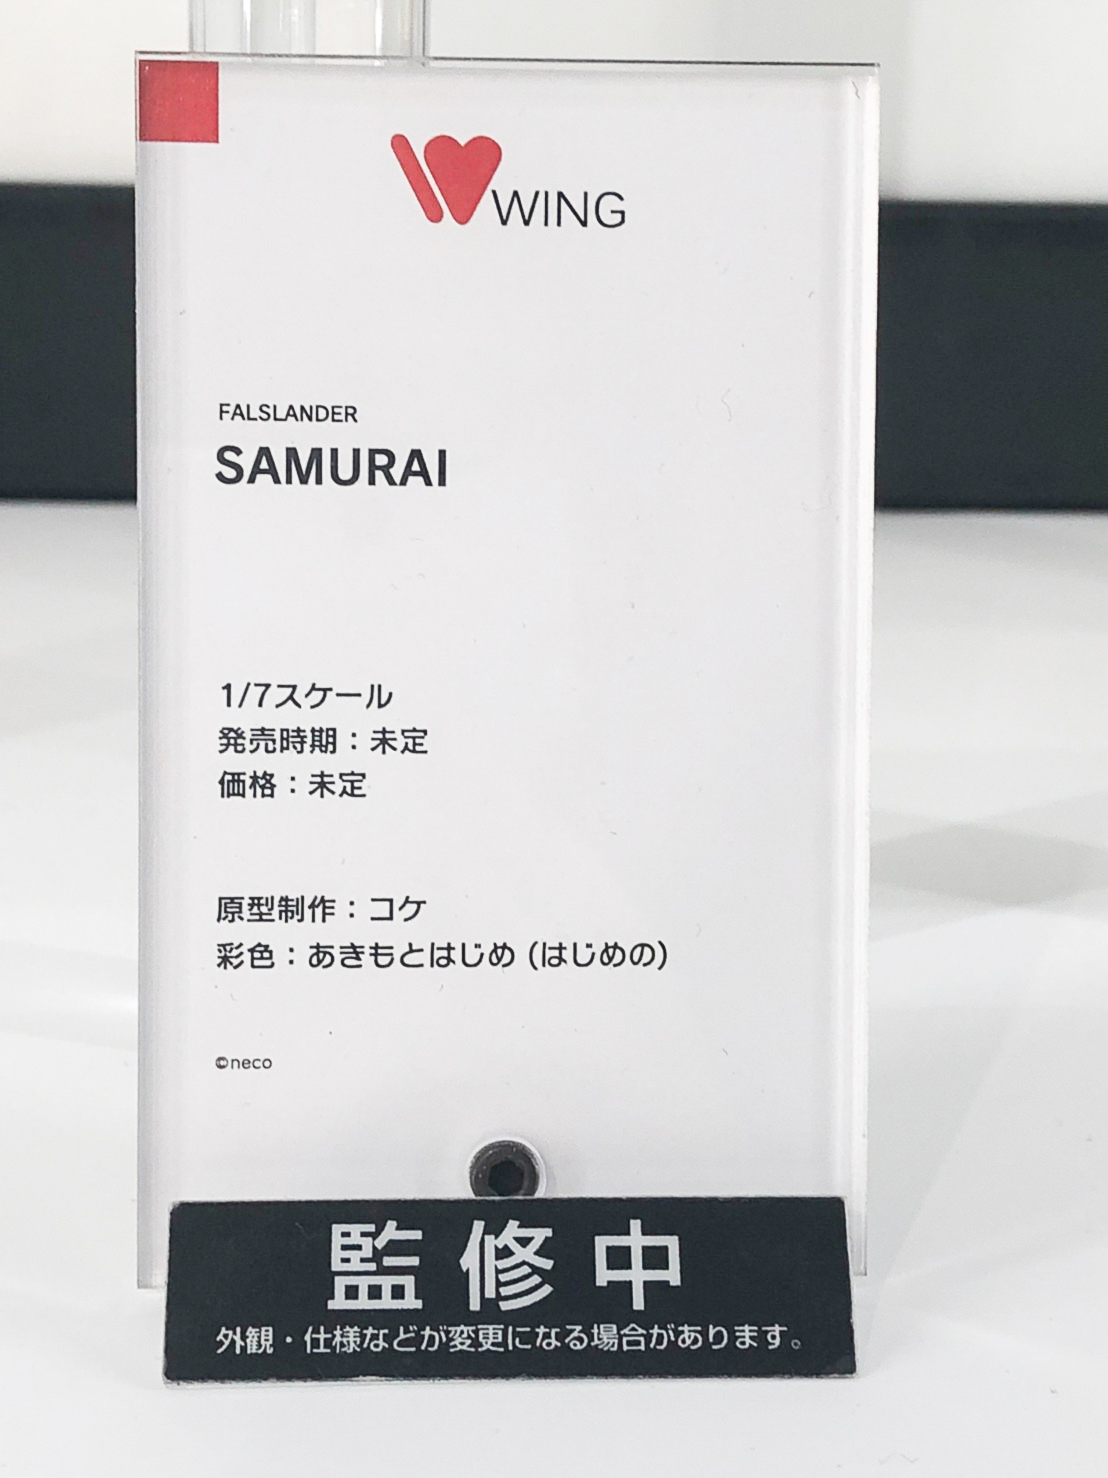 WING
FALSLANDER
SAMURAI
1/7スケール
発売時期：未定
価格：未定
原型制作：コケ
彩色：あきもとはじめ (はじめの)
©neco
監修中
外観・仕様などが変更になる場合があります。